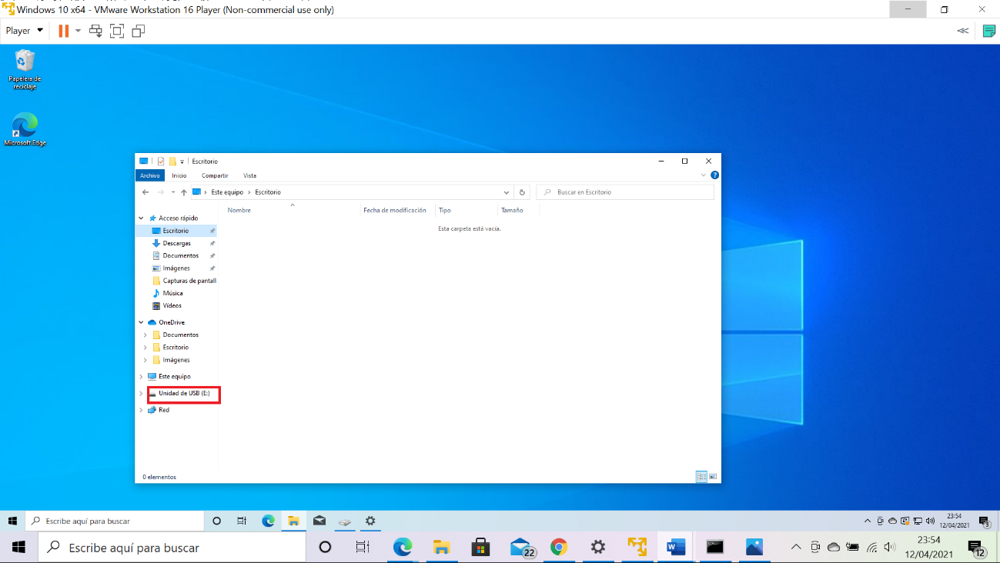 Windows 10 x64 - VMware Workstation 16 Player (Non-commercial use only)
Player
Papelera de
reciclaje
Microsoft Edge
Escritorio
Archivo Inicio Compartir Vista
Este equipo › Escritorio
Buscar en Escritorio
Nombre Fecha de modificación Tipo Tamaño
Esta carpeta está vacía.
Acceso rápido
Escritorio
Descargas
Documentos
Imágenes
Capturas de pantall
Música
Vídeos
OneDrive
Documentos
Escritorio
Imágenes
Este equipo
Unidad de USB (E:)
Red
0 elementos
Escribe aquí para buscar
23:54
12/04/2021
3
Escribe aquí para buscar
22
W
23:54
12/04/2021
12